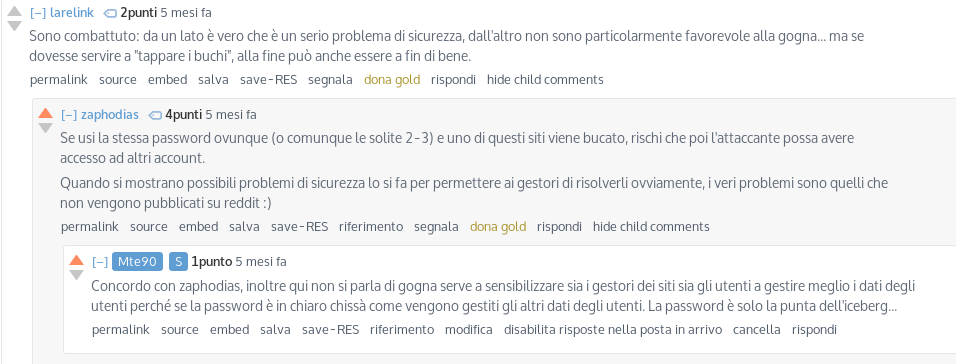 [–] larelink 2punti 5 mesi fa
Sono combattuto: da un lato è vero che è un serio problema di sicurezza, dall'altro non sono particolarmente favorevole alla gogna... ma se
dovesse servire a "tappare i buchi", alla fine può anche essere a fin di bene.
permalink source embed salva save-RES segnala dona gold rispondi hide child comments
[–] zaphodias 4punti 5 mesi fa
Se usi la stessa password ovunque (o comunque le solite 2-3) e uno di questi siti viene bucato, rischi che poi l'attaccante possa avere
accesso ad altri account.
Quando si mostrano possibili problemi di sicurezza lo si fa per permettere ai gestori di risolverli ovviamente, i veri problemi sono quelli che
non vengono pubblicati su reddit :)
permalink source embed salva save-RES riferimento segnala dona gold rispondi hide child comments
[–] Mte90 S 1punto 5 mesi fa
Concordo con zaphodias, inoltre qui non si parla di gogna serve a sensibilizzare sia i gestori dei siti sia gli utenti a gestire meglio i dati degli
utenti perché se la password è in chiaro chissà come vengono gestiti gli altri dati degli utenti. La password è solo la punta dell'iceberg...
permalink source embed salva save-RES riferimento modifica disabilita risposte nella posta in arrivo cancella rispondi